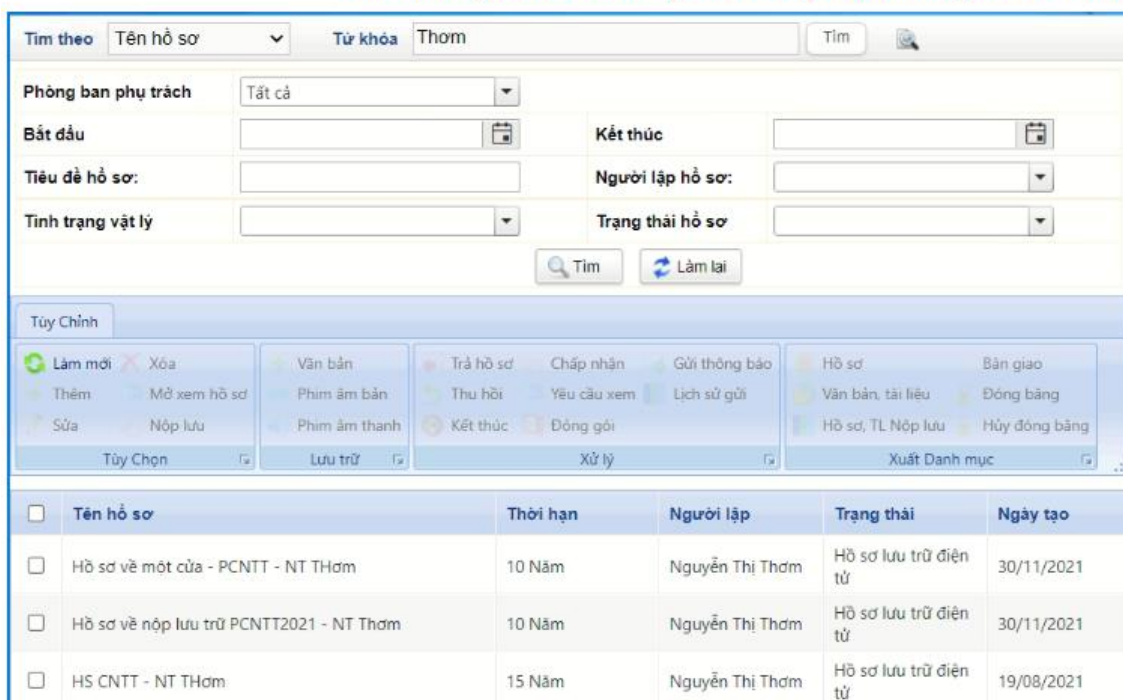 Tìm theo Tên hồ sơ Từ khóa Thơm Tìm
Phòng ban phụ trách Tất cả
Bắt đầu Kết thúc
Tiêu đề hồ sơ: Người lập hồ sơ:
Tình trạng vật lý Trạng thái hồ sơ
Tìm Làm lại
Tùy Chỉnh
Làm mới Xóa Văn bản Trả hồ sơ Chấp nhận Gửi thông báo Hồ sơ Bàn giao
Thêm Mở xem hồ sơ Phim âm bản Thu hồi Yêu cầu xem Lịch sử gửi Văn bản, tài liệu Đóng băng
Sửa Nộp lưu Phim âm thanh Kết thúc Đóng gói Hồ sơ, TL Nộp lưu Hủy đóng băng
Tùy Chọn Lưu trữ Xử lý Xuất Danh mục
Tên hồ sơ Thời hạn Người lập Trạng thái Ngày tạo
Hồ sơ về một cửa - PCNTT - NT THơm 10 Năm Nguyễn Thị Thơm Hồ sơ lưu trữ điện 30/11/2021
tử
Hồ sơ về nộp lưu trữ PCNTT2021 - NT Thơm 10 Năm Nguyễn Thị Thơm Hồ sơ lưu trữ điện 30/11/2021
tử
HS CNTT - NT THơm 15 Năm Nguyễn Thị Thơm Hồ sơ lưu trữ điện 19/08/2021
tử